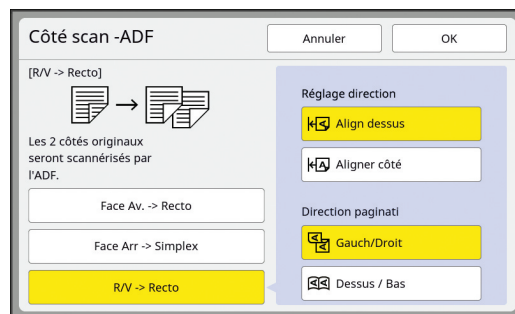 Côté scan -ADF
Annuler
OK
[R/V -> Recto]
Les 2 côtés originaux
seront scannérisés par
l'ADF.
Face Av. -> Recto
Face Arr -> Simplex
R/V -> Recto
Réglage direction
Align dessus
Aligner côté
Direction paginati
Gauch/Droit
Dessus / Bas